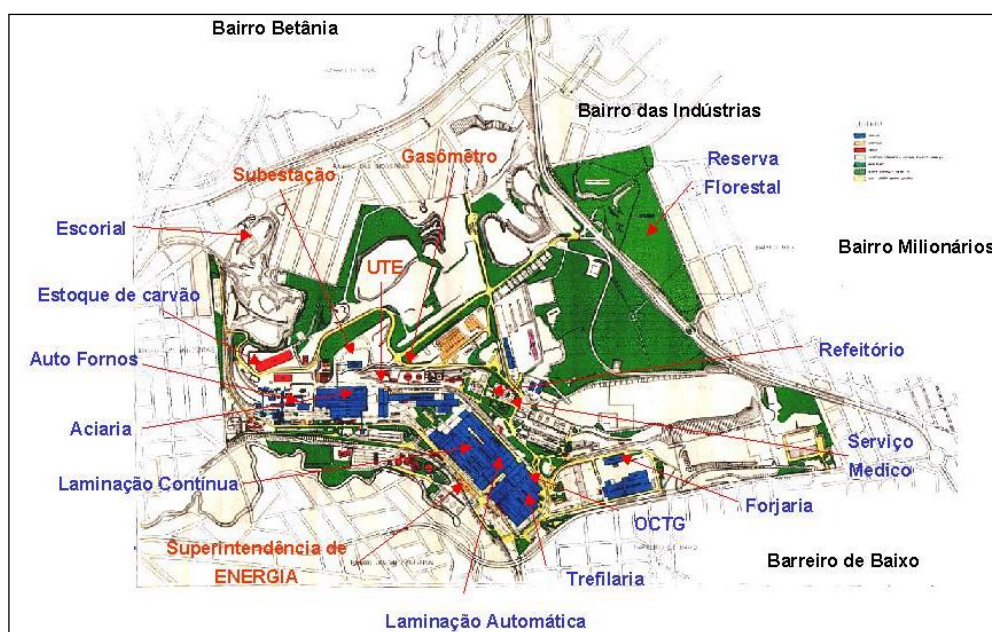 Bairro Betânia
Bairro das Indústrias
Gasômetro
Reserva
Florestal
Subestação
Escorial
Bairro Milionários
UTE
Estoque de carvão
Auto Fornos
Refeitório
Aciaria
Serviço
Medico
Laminação Contínua
Forjaria
OCTG
Superintendência de
ENERGIA
Barreiro de Baixo
Trefilaria
Laminação Automática